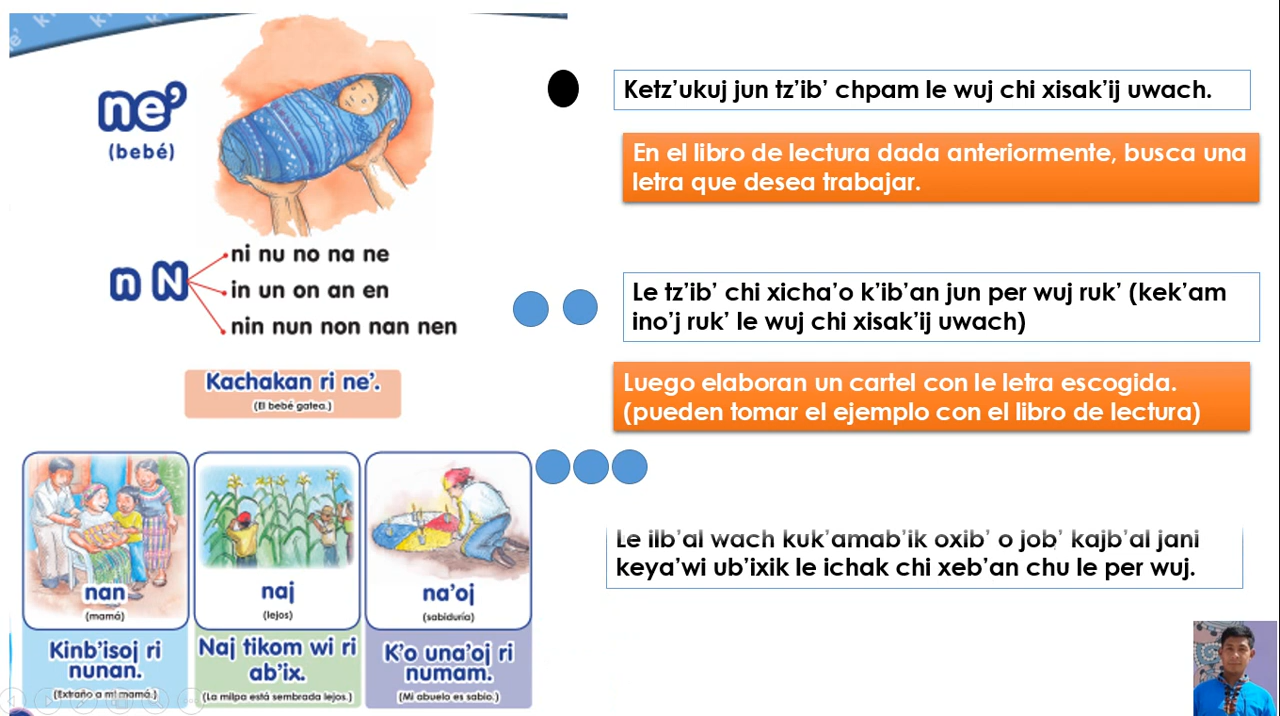 ne'
(bebé)
n N
ni nu no na ne
in un on an en
nin nun non nan nen
Kachakan ri ne'.
(El bebé gatea.)
nan
(mamá)
Kinb'isoj ri
nunan.
(Extraño a mi mamá.)
naj
(lejos)
Naj tikom wi ri
ab'ix.
(La milpa está sembrada lejos.)
na'oj
(sabiduría)
K'o una'oj ri
numam.
(Mi abuelo es sabio.)
Ketz'ukuj jun tz'ib' chpam le wuj chi xisak'ij uwach.
En el libro de lectura dada anteriormente, busca una
letra que desea trabajar.
Le tz'ib' chi xicha'o k'ib'an jun per wuj ruk' (kek'am
ino'j ruk' le wuj chi xisak'ij uwach)
Luego elaboran un cartel con le letra escogida.
(pueden tomar el ejemplo con el libro de lectura)
Le ilb'al wach kuk'amab'ik oxib' o job' kajb'al jani
keya'wi ub'ixik le ichak chi xeb'an chu le per wuj.